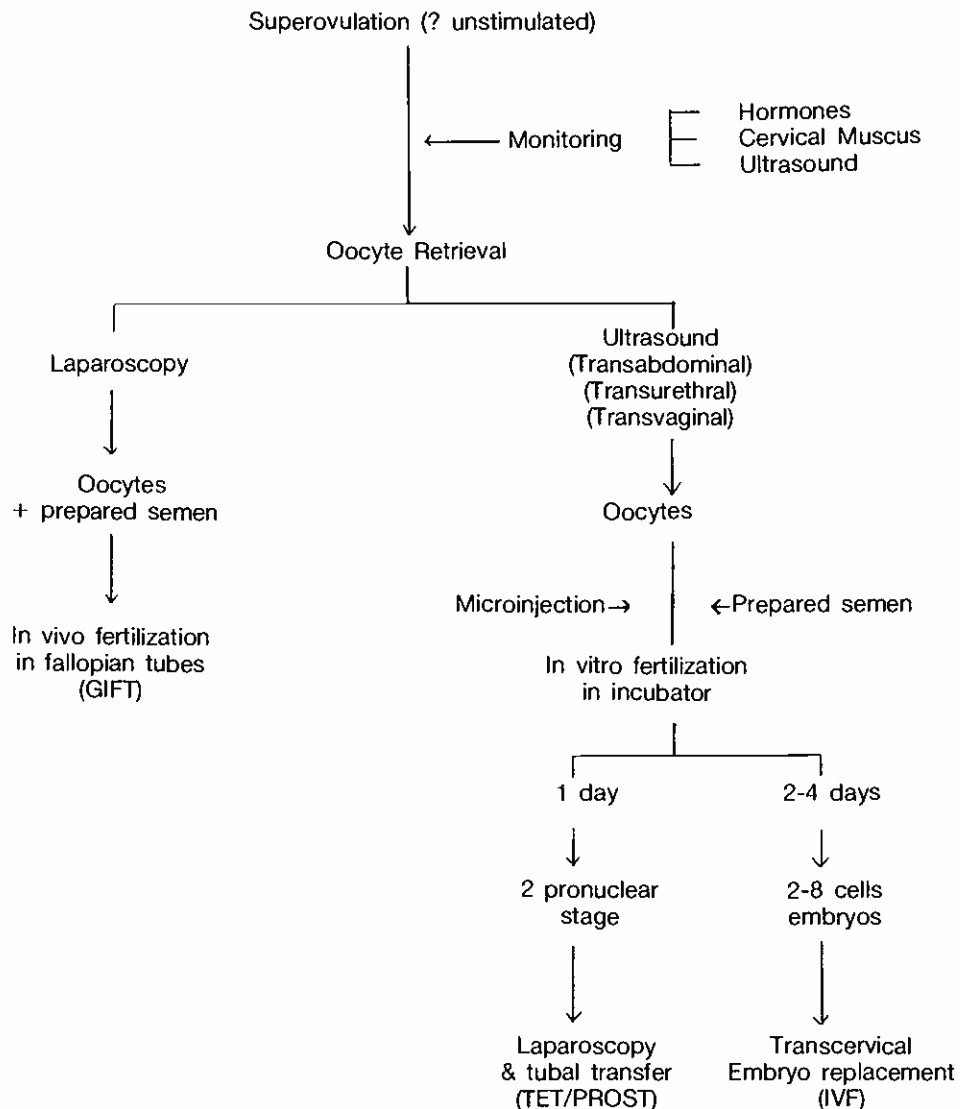 Superovulation (? unstimulated)
Monitoring
Hormones
Cervical Muscus
Ultrasound
Oocyte Retrieval
Laparoscopy
Oocytes
+ prepared semen
In vivo fertilization
in fallopian tubes
(GIFT)
Ultrasound
(Transabdominal)
(Transurethral)
(Transvaginal)
Oocytes
Microinjection
Prepared semen
In vitro fertilization
in incubator
1 day
2 pronuclear
stage
Laparoscopy
& tubal transfer
(TET/PROST)
2-4 days
2-8 cells
embryos
Transcervical
Embryo replacement
(IVF)